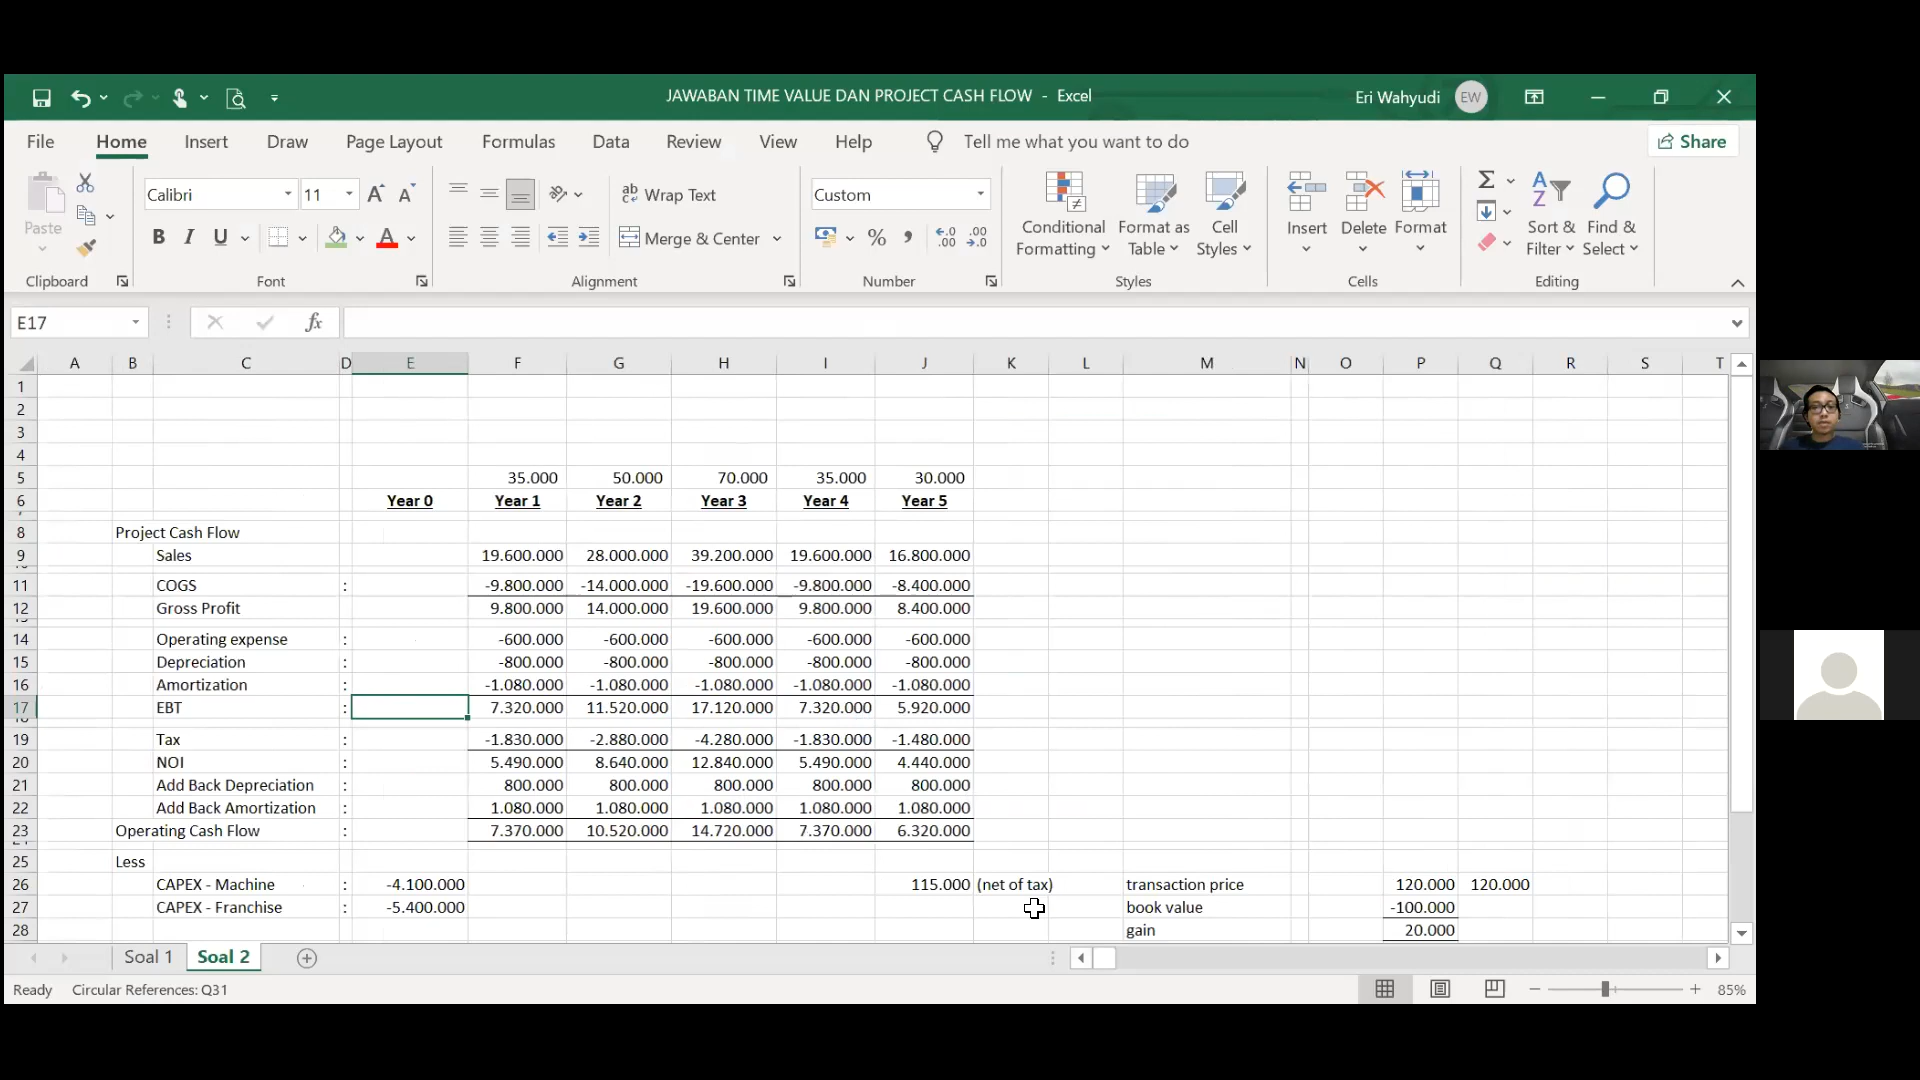 JAWABAN TIME VALUE DAN PROJECT CASH FLOW - Excel
Eri Wahyudi EW
File Home Insert Draw Page Layout Formulas Data Review View Help Tell me what you want to do Share
Paste
Calibri 11
Wrap Text
Merge & Center
Custom
Conditional Formatting
Format as Table
Cell Styles
Insert Delete Format
Sort & Filter
Find & Select
Clipboard Font Alignment Number Styles Cells Editing
E17 fx
A B C D E F G H I J K L M N O P Q R S T
1
2
3
4
5 35.000 50.000 70.000 35.000 30.000
6 Year 0 Year 1 Year 2 Year 3 Year 4 Year 5
8 Project Cash Flow
9 Sales 19.600.000 28.000.000 39.200.000 19.600.000 16.800.000
11 COGS : -9.800.000 -14.000.000 -19.600.000 -9.800.000 -8.400.000
12 Gross Profit 9.800.000 14.000.000 19.600.000 9.800.000 8.400.000
14 Operating expense : -600.000 -600.000 -600.000 -600.000 -600.000
15 Depreciation : -800.000 -800.000 -800.000 -800.000 -800.000
16 Amortization : -1.080.000 -1.080.000 -1.080.000 -1.080.000 -1.080.000
17 EBT : 7.320.000 11.520.000 17.120.000 7.320.000 5.920.000
19 Tax : -1.830.000 -2.880.000 -4.280.000 -1.830.000 -1.480.000
20 NOI : 5.490.000 8.640.000 12.840.000 5.490.000 4.440.000
21 Add Back Depreciation : 800.000 800.000 800.000 800.000 800.000
22 Add Back Amortization : 1.080.000 1.080.000 1.080.000 1.080.000 1.080.000
23 Operating Cash Flow : 7.370.000 10.520.000 14.720.000 7.370.000 6.320.000
25 Less
26 CAPEX - Machine : -4.100.000 115.000 (net of tax) transaction price 120.000 120.000
27 CAPEX - Franchise : -5.400.000 book value -100.000
28 gain 20.000
Soal 1 Soal 2
Ready Circular References: Q31 85%